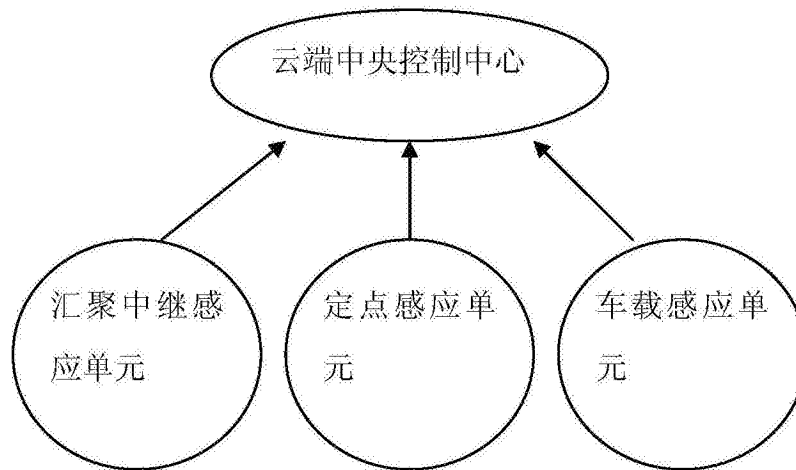 云端中央控制中心
汇聚中继感
应单元
定点感应单
元
车载感应单
元